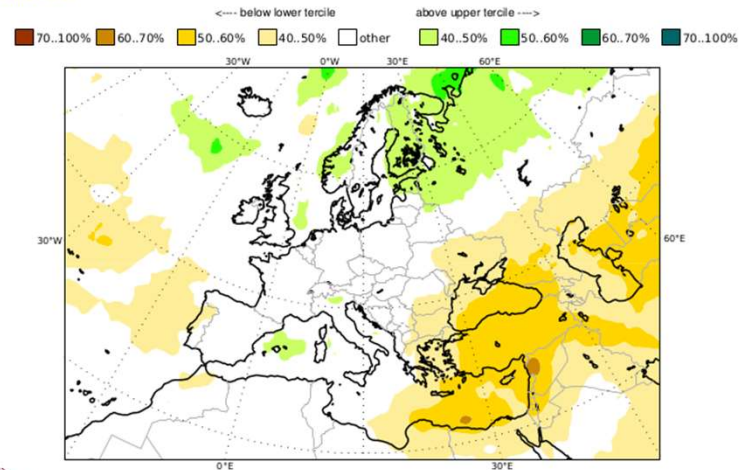 <---- below lower tercile above upper tercile ---->
70..100% 60..70% 50..60% 40..50% other 40..50% 50..60% 60..70% 70..100%
30°W 0°W 30°E 60°E
30°W 60°E
0°E 30°E